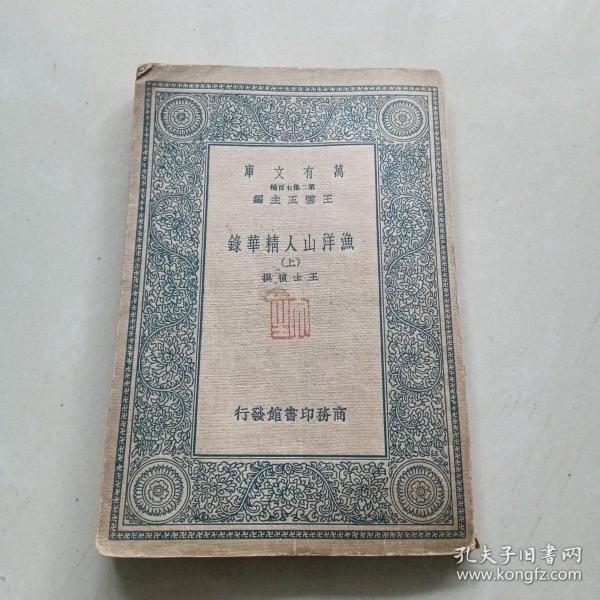 萬有文庫
第二集七百種
王雲五主編
漁洋山人精華錄
(上)
王士禎撰
商務印書館發行
孔夫子旧书网
www.kongfz.com